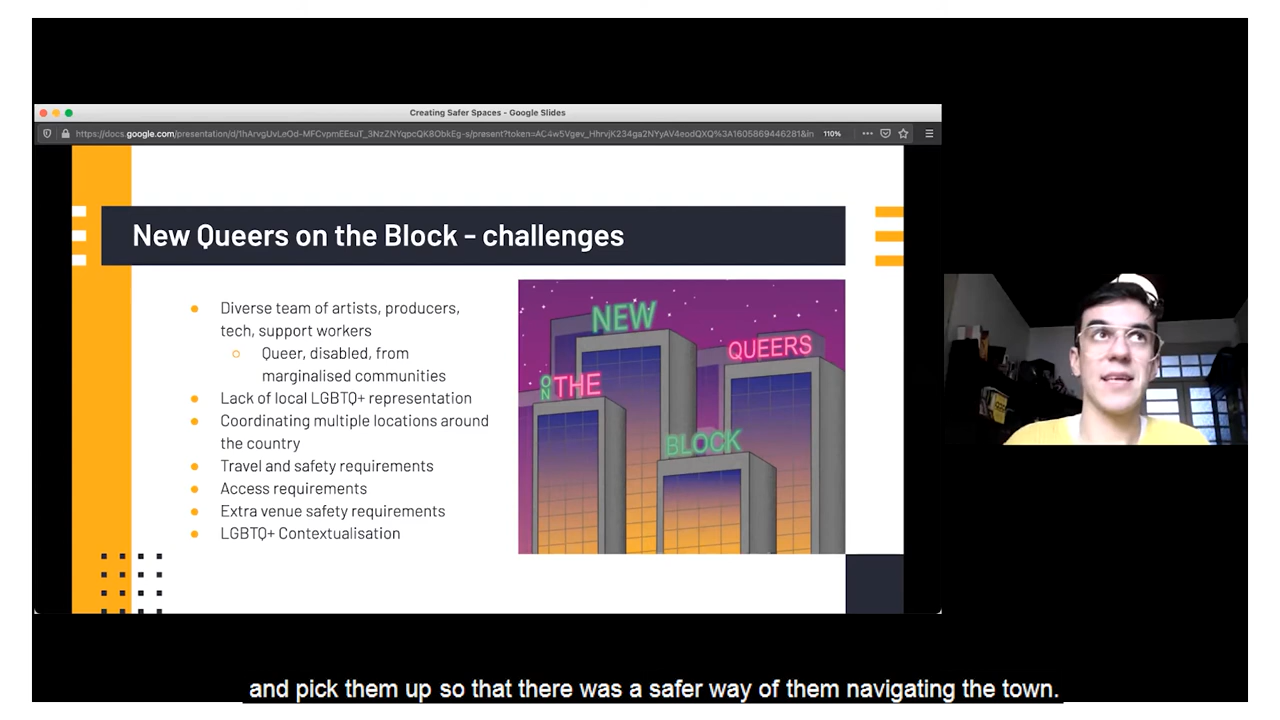 Creating Safer Spaces - Google Slides
110%
New Queers on the Block - challenges
Diverse team of artists, producers,
tech, support workers
Queer, disabled, from
marginalised communities
Lack of local LGBTQ+ representation
Coordinating multiple locations around
the country
Travel and safety requirements
Access requirements
Extra venue safety requirements
LGBTQ+ Contextualisation
NEW
QUEERS
ON THE
BLOCK
and pick them up so that there was a safer way of them navigating the town.